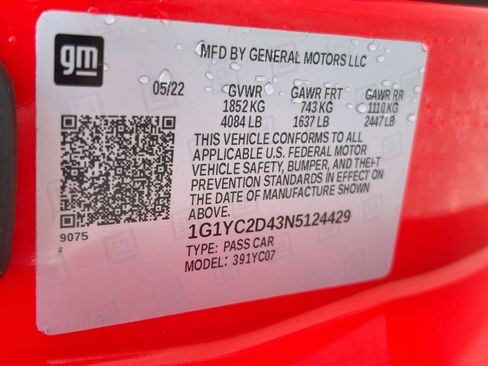 gm
MFD BY GENERAL MOTORS LLC
05/22 GVWR GAWR FRT GAWR RR
1852 KG 743 KG 1110 KG
4084 LB 1637 LB 2447 LB
THIS VEHICLE CONFORMS TO ALL
APPLICABLE U.S. FEDERAL MOTOR
VEHICLE SAFETY, BUMPER, AND THEFT
PREVENTION STANDARDS IN EFFECT ON
THE DATE OF MANUFACTURE SHOWN
ABOVE.
9075
1G1YC2D43N5124429
4
TYPE: PASS CAR
MODEL: 391YC07